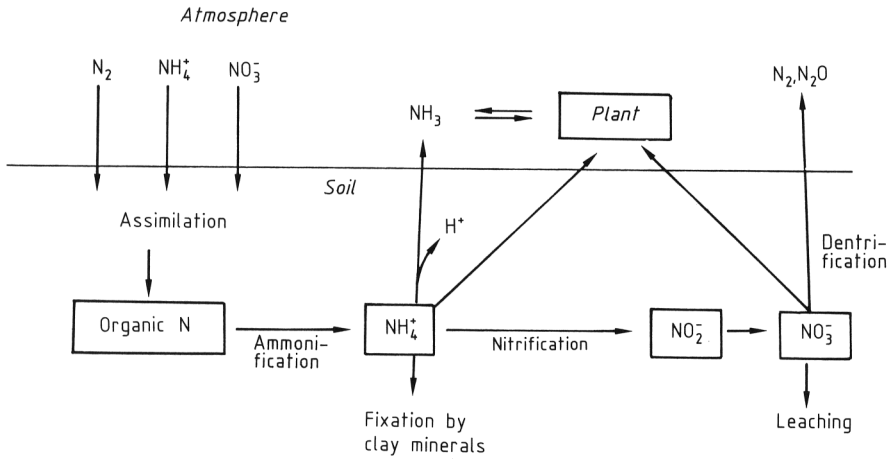 Atmosphere
N₂
NH₄⁺
NO₃⁻
N₂,N₂O
NH₃
Plant
Soil
Assimilation
H⁺
Dentri-
fication
Organic N
Ammoni-
fication
NH₄⁺
Nitrification
NO₂⁻
NO₃⁻
Fixation by
clay minerals
Leaching